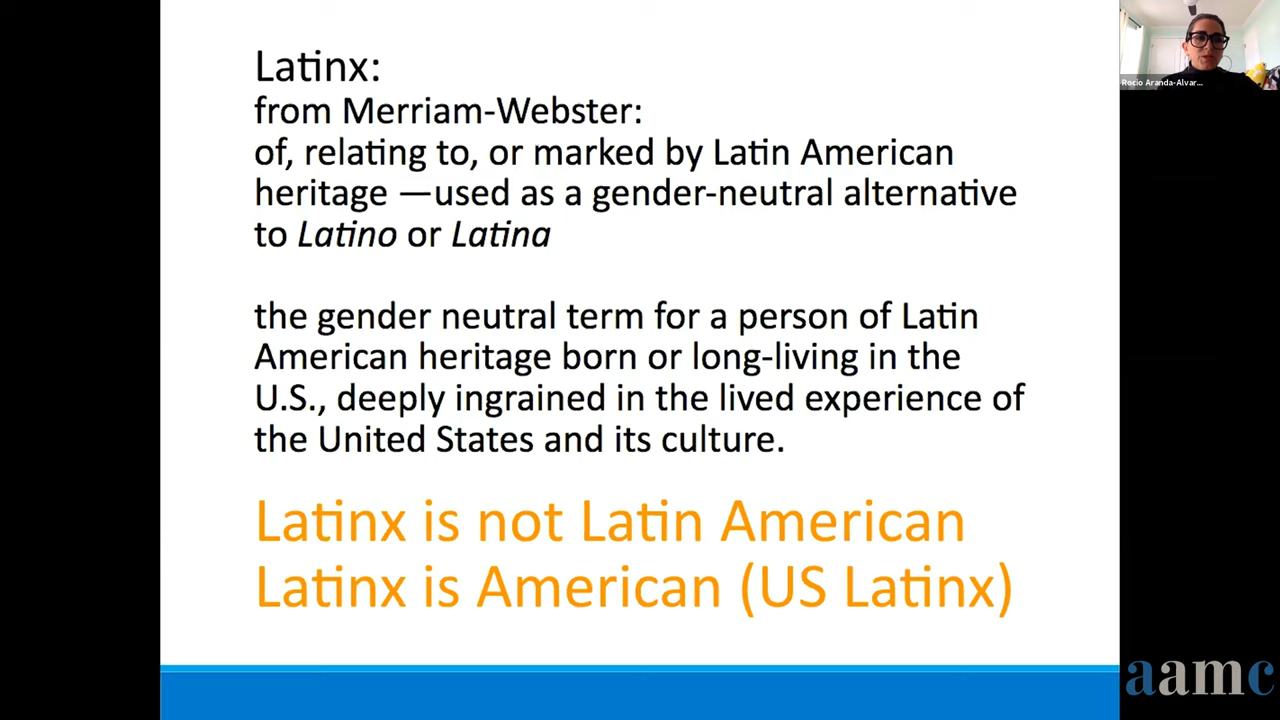 Latinx:
from Merriam-Webster:
of, relating to, or marked by Latin American
heritage —used as a gender-neutral alternative
to Latino or Latina
the gender neutral term for a person of Latin
American heritage born or long-living in the
U.S., deeply ingrained in the lived experience of
the United States and its culture.
Latinx is not Latin American
Latinx is American (US Latinx)
Rocio Aranda-Alvar...
aamc